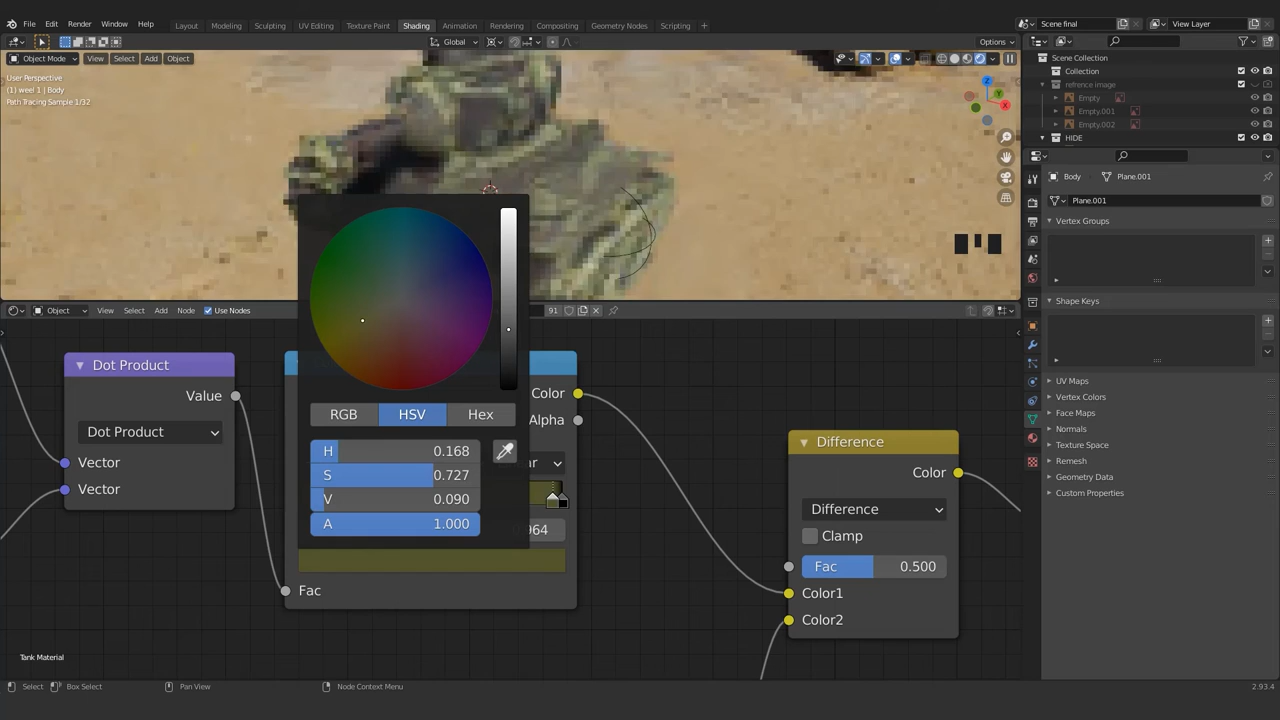 File Edit Render Window Help Layout Modeling Sculpting UV Editing Texture Paint Shading Animation Rendering Compositing Geometry Nodes Scripting Scene final View Layer
Global Options
Object Mode View Select Add Object
User Perspective
(1) weel 1 | Body
Path Tracing Sample 1/32
Scene Collection
Collection
refrence image
Empty
Empty.001
Empty.002
HIDE
Body Plane.001
Plane.001
Vertex Groups
Shape Keys
UV Maps
Vertex Colors
Face Maps
Normals
Texture Space
Remesh
Geometry Data
Custom Properties
Object View Select Add Node Use Nodes 91
Dot Product
Value
Dot Product
Vector
Vector
RGB HSV Hex
H 0.168
S 0.727
V 0.090
A 1.000
Color
Alpha
ar
964
Fac
Difference
Color
Difference
Clamp
Fac 0.500
Color1
Color2
Tank Material
Select Box Select Pan View Node Context Menu 2.93.4